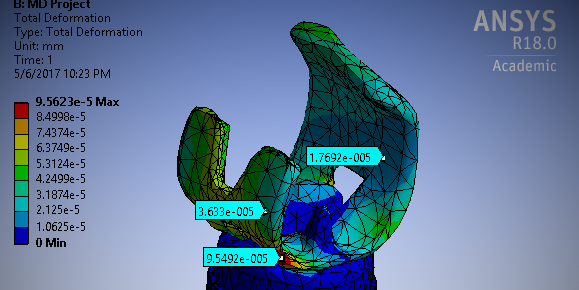 B: MD Project
Total Deformation
Type: Total Deformation
Unit: mm
Time: 1
5/6/2017 10:23 PM
9.5623e-5 Max
8.4998e-5
7.4374e-5
6.3749e-5
5.3124e-5
4.2499e-5
3.1874e-5
2.125e-5
1.0625e-5
0 Min
ANSYS
R18.0
Academic
1.7692e-005
3.633e-005
9.5492e-005